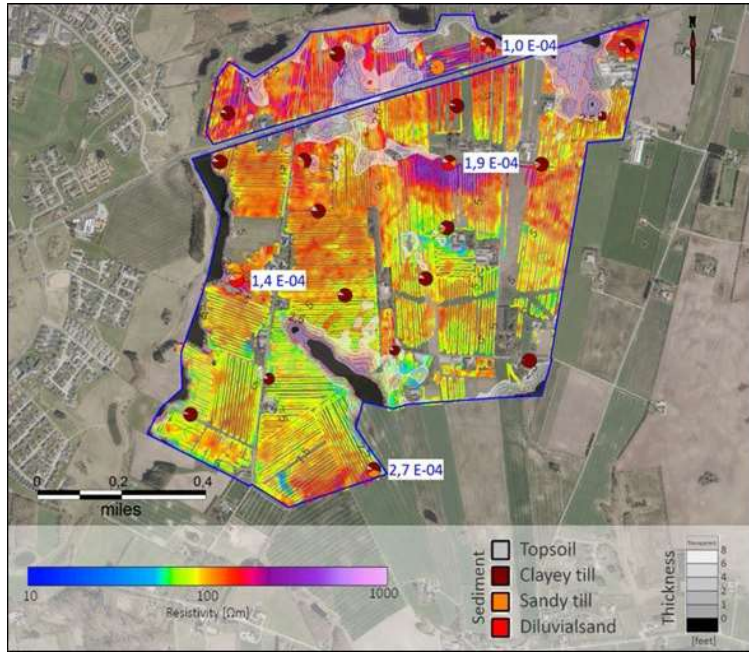 N
1,0 E-04
1,9 E-04
1,4 E-04
2,7 E-04
0 0,2 0,4
miles
10 100 1000
Resistivity [Ωm]
Sediment
Topsoil
Clayey till
Sandy till
Diluvialsand
Thickness
8
6
4
2
1
0
[feet]